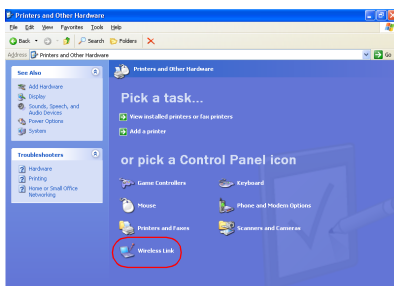 Printers and Other Hardware
File Edit View Favorites Tools Help
Back Search Folders
Address Printers and Other Hardware Go
See Also
Add Hardware
Display
Sounds, Speech, and
Audio Devices
Power Options
System
Troubleshooters
Hardware
Printing
Home or Small Office
Networking
Printers and Other Hardware
Pick a task...
View installed printers or fax printers
Add a printer
or pick a Control Panel icon
Game Controllers Keyboard
Mouse Phone and Modem Options
Printers and Faxes Scanners and Cameras
Wireless Link